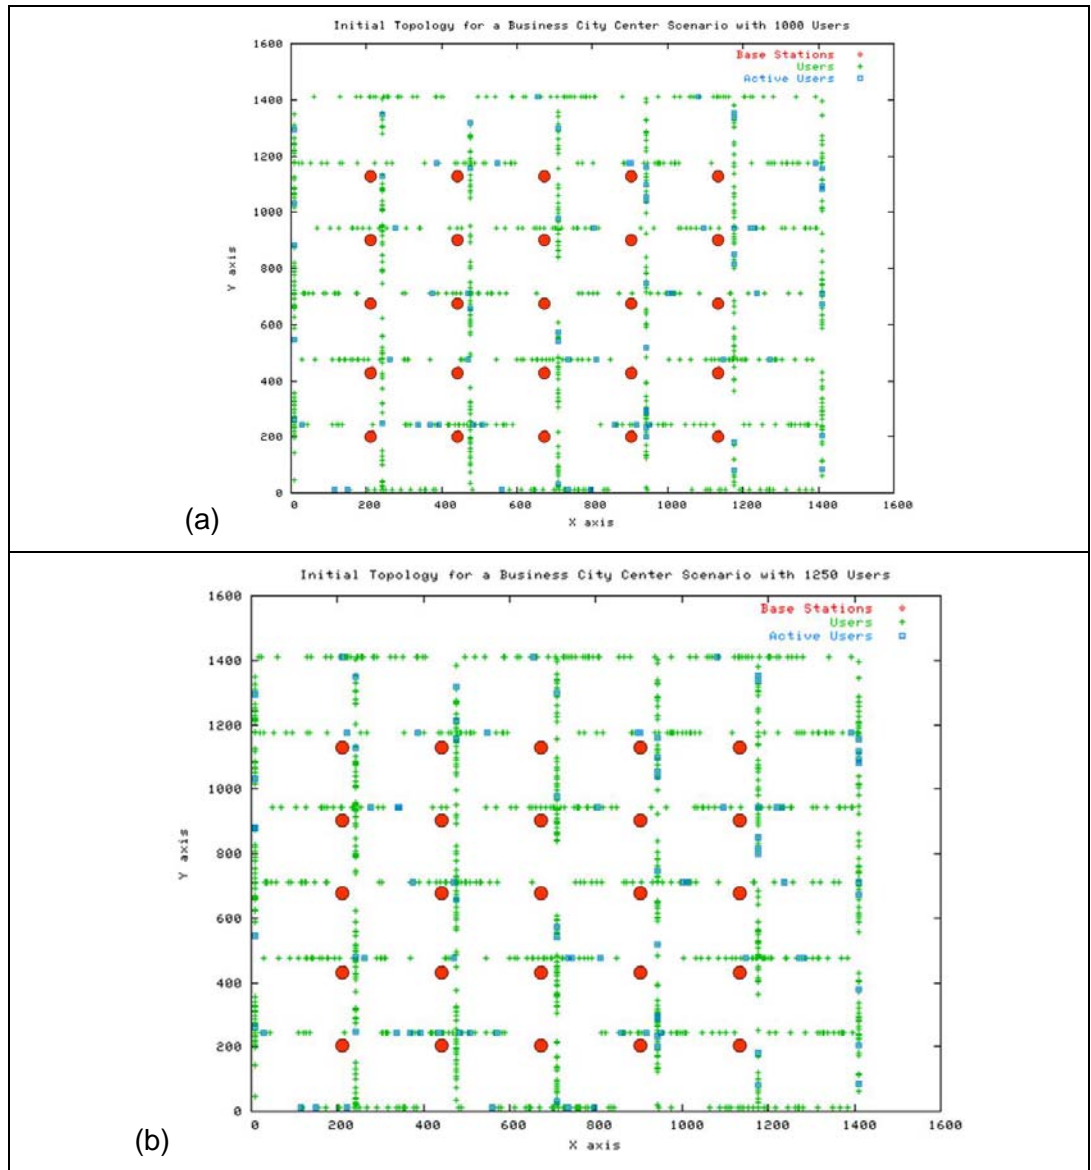 Initial Topology for a Business City Center Scenario with 1000 Users
Base Stations
Users
Active Users
1600
1400
1200
1000
800
600
400
200
0
Y axis
0 200 400 600 800 1000 1200 1400 1600
X axis
(a)
Initial Topology for a Business City Center Scenario with 1250 Users
Base Stations
Users
Active Users
1600
1400
1200
1000
800
600
400
200
0
Y axis
0 200 400 600 800 1000 1200 1400 1600
X axis
(b)